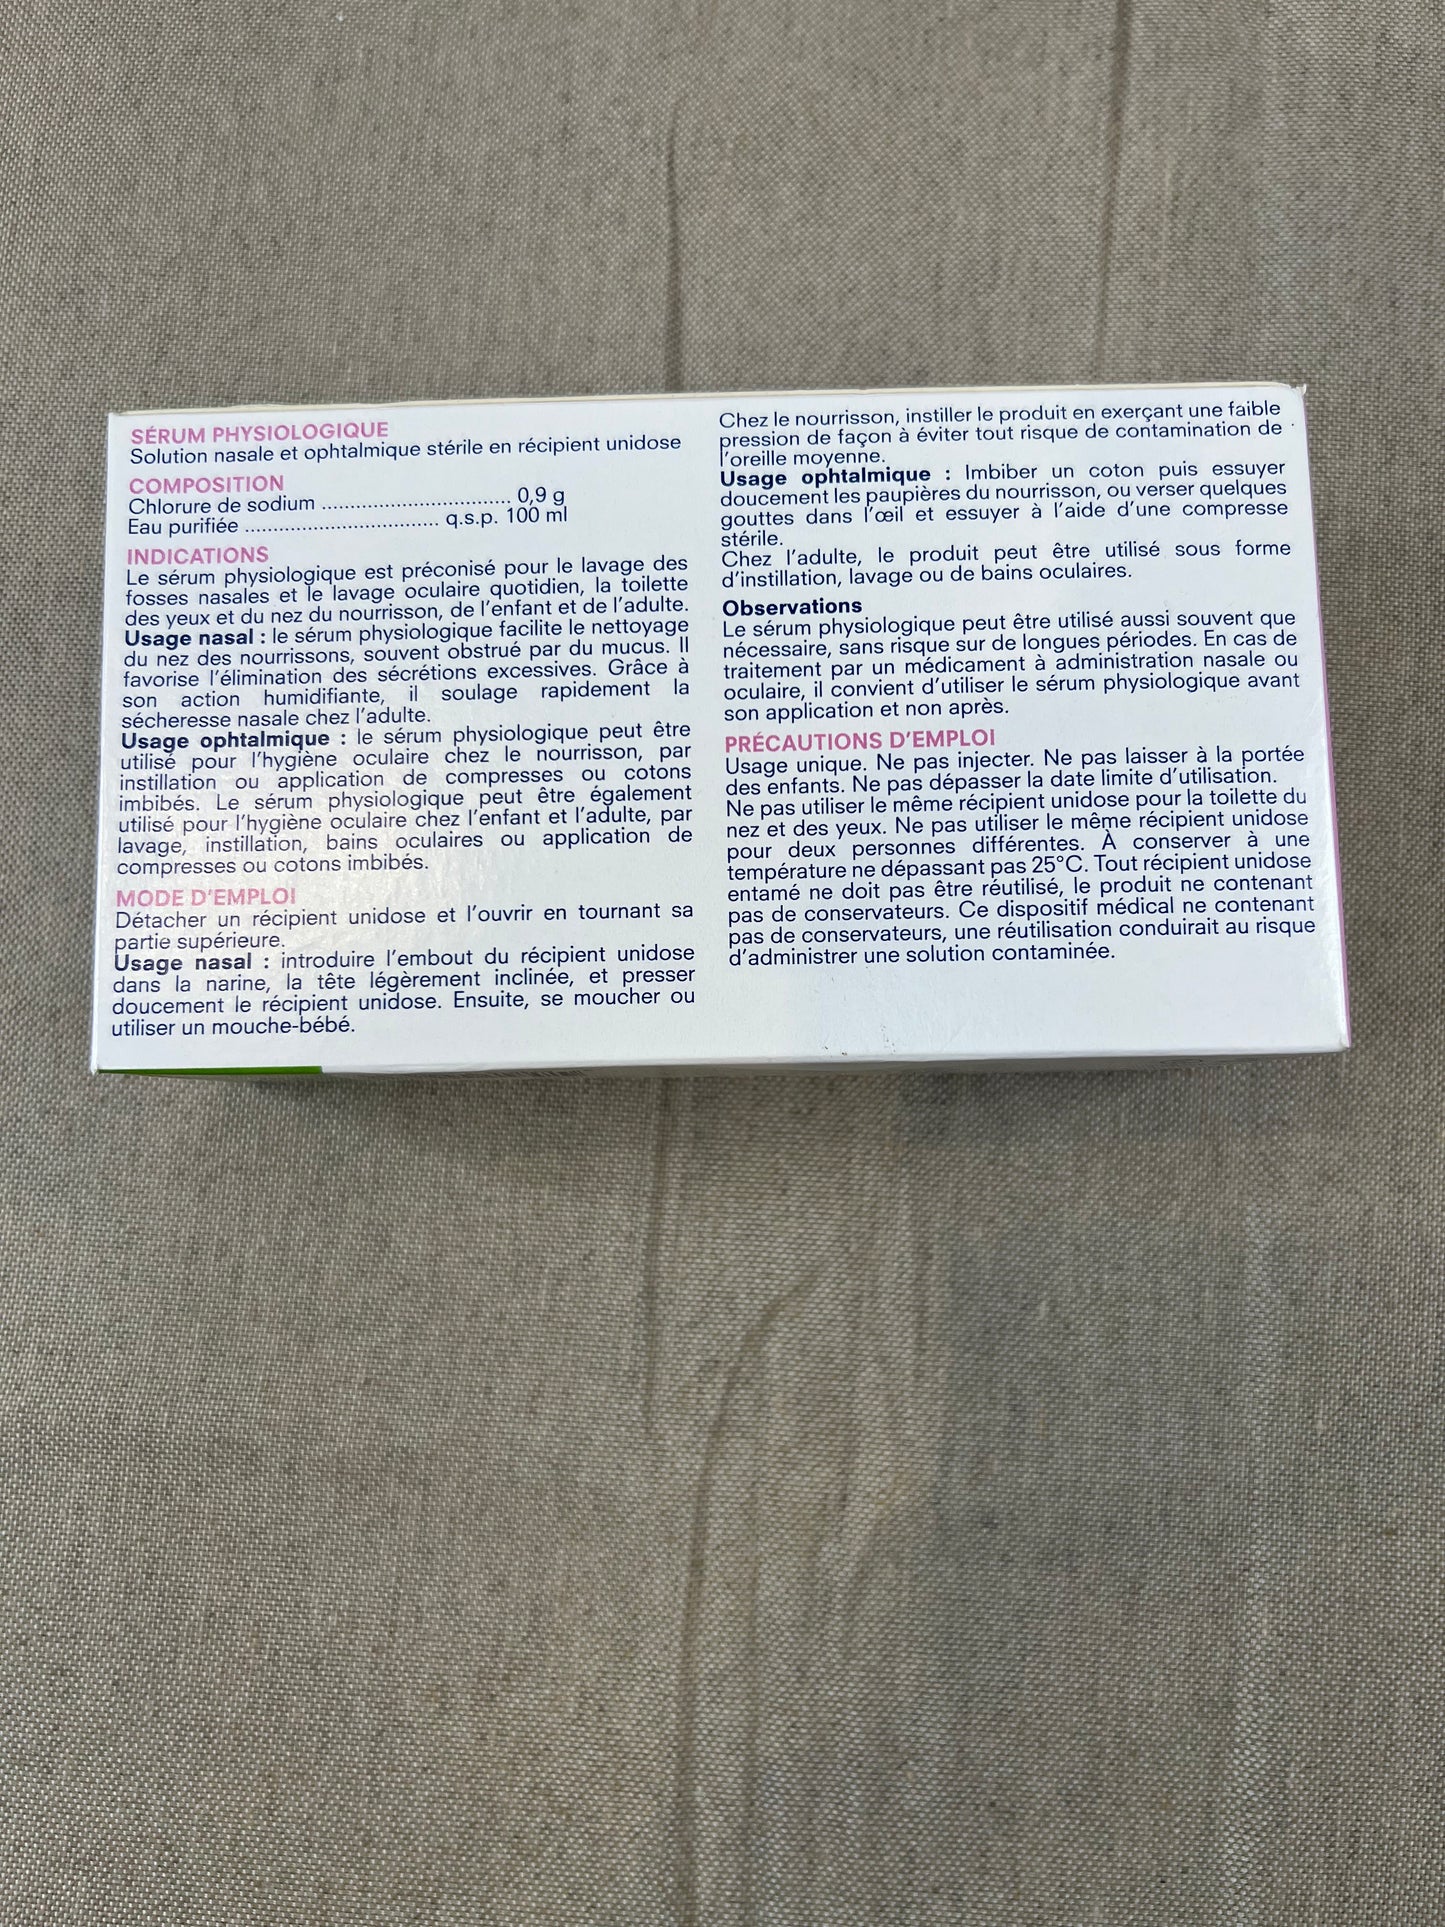 SÉRUM PHYSIOLOGIQUE
Solution nasale et ophtalmique stérile en récipient unidose
COMPOSITION
Chlorure de sodium ................................ 0,9 g
Eau purifiée .................................. q.s.p. 100 ml
INDICATIONS
Le sérum physiologique est préconisé pour le lavage des
fosses nasales et le lavage oculaire quotidien, la toilette
des yeux et du nez du nourrisson, de l'enfant et de l'adulte.
Usage nasal : le sérum physiologique facilite le nettoyage
du nez des nourrissons, souvent obstrué par du mucus. Il
favorise l'élimination des sécrétions excessives. Grâce à
son action humidifiante, il soulage rapidement la
sécheresse nasale chez l'adulte.
Usage ophtalmique : le sérum physiologique peut être
utilisé pour l'hygiène oculaire chez le nourrisson, par
instillation ou application de compresses ou cotons
imbibés. Le sérum physiologique peut être également
utilisé pour l'hygiène oculaire chez l'enfant et l'adulte, par
lavage, instillation, bains oculaires ou application de
compresses ou cotons imbibés.
MODE D'EMPLOI
Détacher un récipient unidose et l'ouvrir en tournant sa
partie supérieure.
Usage nasal : introduire l'embout du récipient unidose
dans la narine, la tête légèrement inclinée, et presser
doucement le récipient unidose. Ensuite, se moucher ou
utiliser un mouche-bébé.
Chez le nourrisson, instiller le produit en exerçant une faible
pression de façon à éviter tout risque de contamination de
l'oreille moyenne.
Usage ophtalmique : Imbiber un coton puis essuyer
doucement les paupières du nourrisson, ou verser quelques
gouttes dans l'œil et essuyer à l'aide d'une compresse
stérile.
Chez l'adulte, le produit peut être utilisé sous forme
d'instillation, lavage ou de bains oculaires.
Observations
Le sérum physiologique peut être utilisé aussi souvent que
nécessaire, sans risque sur de longues périodes. En cas de
traitement par un médicament à administration nasale ou
oculaire, il convient d'utiliser le sérum physiologique avant
son application et non après.
PRÉCAUTIONS D'EMPLOI
Usage unique. Ne pas injecter. Ne pas laisser à la portée
des enfants. Ne pas dépasser la date limite d'utilisation.
Ne pas utiliser le même récipient unidose pour la toilette du
nez et des yeux. Ne pas utiliser le même récipient unidose
pour deux personnes différentes. À conserver à une
température ne dépassant pas 25°C. Tout récipient unidose
entamé ne doit pas être réutilisé, le produit ne contenant
pas de conservateurs. Ce dispositif médical ne contenant
pas de conservateurs, une réutilisation conduirait au risque
d'administrer une solution contaminée.